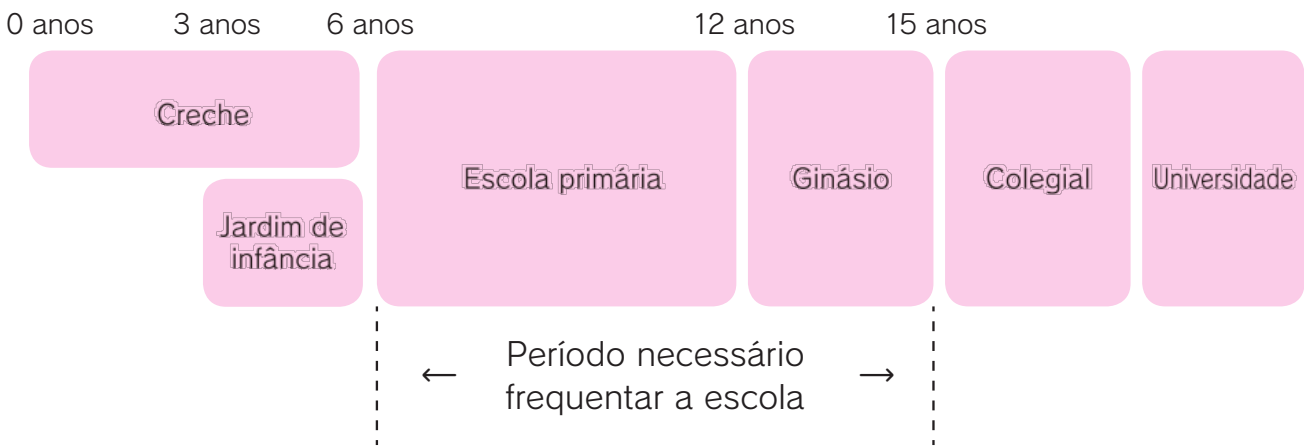 0 anos
3 anos
6 anos
12 anos
15 anos
Creche
Jardim de
infância
Escola primária
Ginásio
Colegial
Universidade
Período necessário
← frequentar a escola →